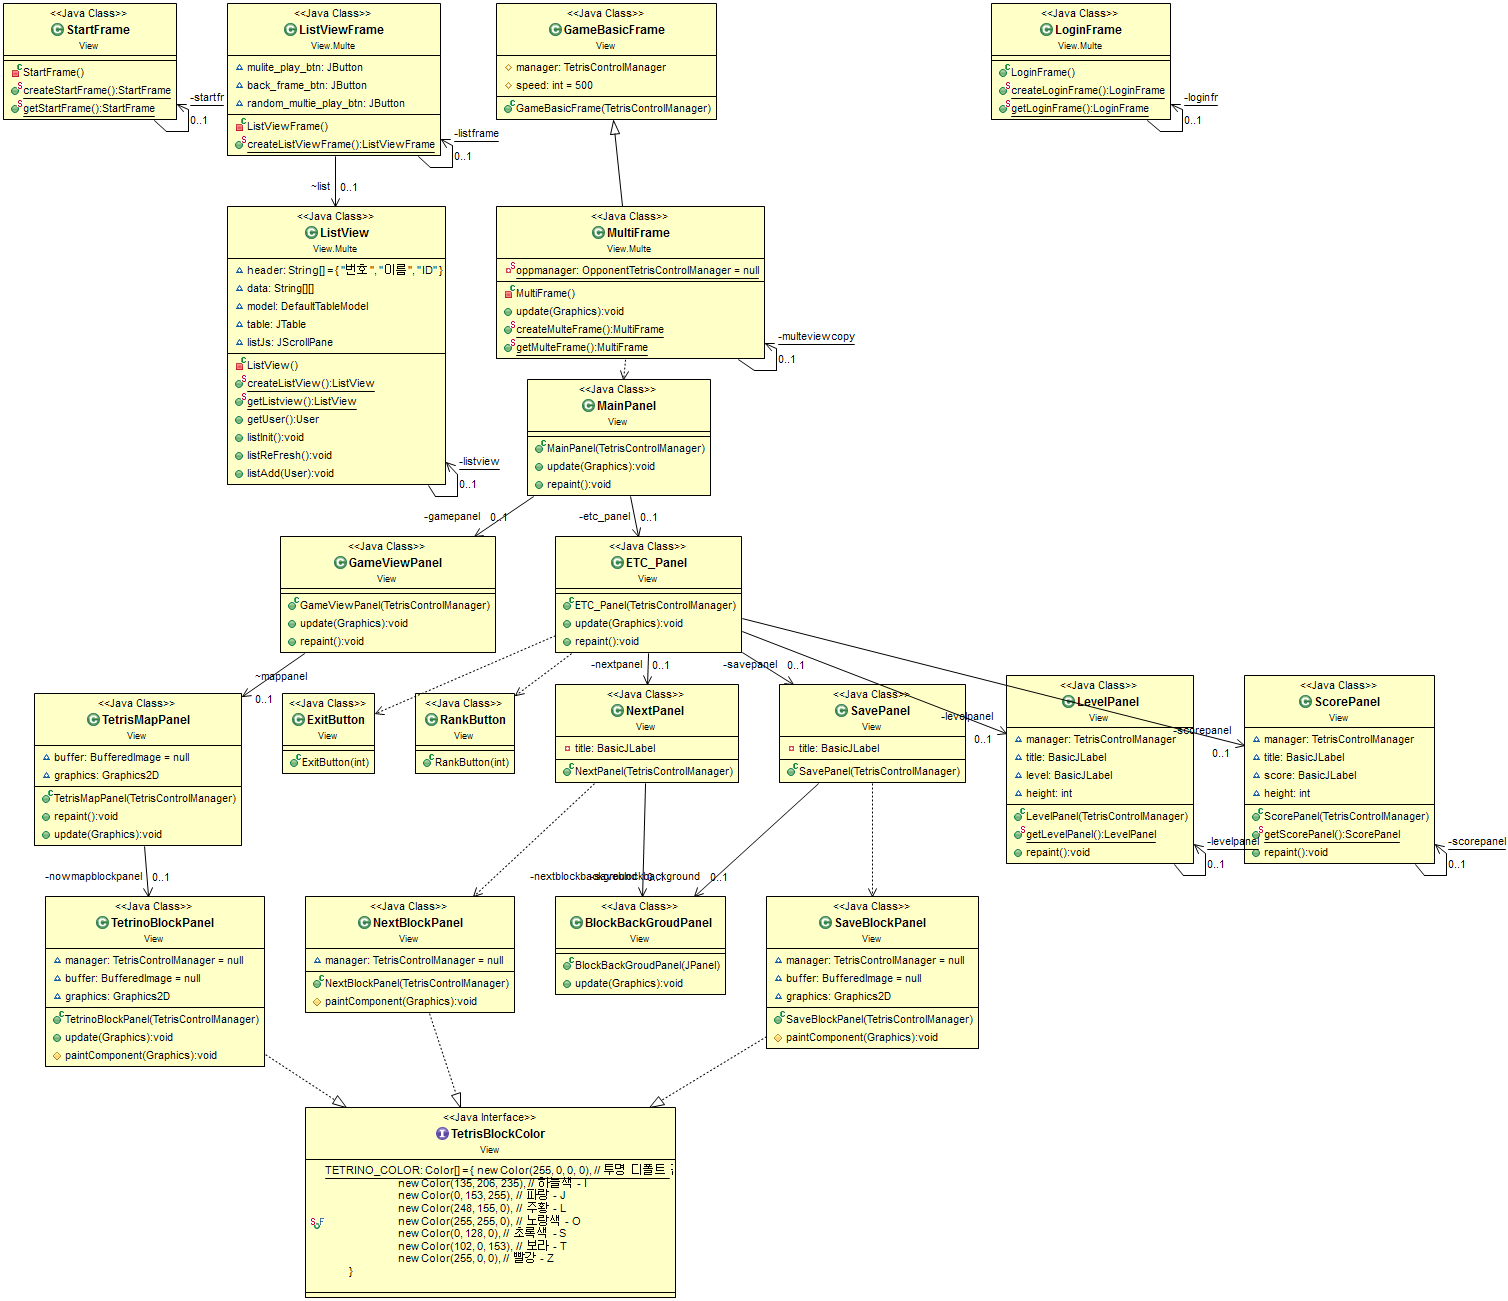 <<Java Class>>
StartFrame
View
StartFrame()
createStartFrame():StartFrame
getStartFrame():StartFrame
-startfr
0..1
<<Java Class>>
ListViewFrame
View.Multe
mulite_play_btn: JButton
back_frame_btn: JButton
random_multie_play_btn: JButton
ListViewFrame()
createListViewFrame():ListViewFrame
-listframe
0..1
<<Java Class>>
GameBasicFrame
View
manager: TetrisControlManager
speed: int = 500
GameBasicFrame(TetrisControlManager)
<<Java Class>>
LoginFrame
View.Multe
LoginFrame()
createLoginFrame():LoginFrame
getLoginFrame():LoginFrame
-loginfr
0..1
~list
0..1
<<Java Class>>
ListView
View.Multe
header: String[] = { "번호", "이름", "ID" }
data: String[][]
model: DefaultTableModel
table: JTable
listJs: JScrollPane
ListView()
createListView():ListView
getListview():ListView
getUser():User
listInit():void
listReFresh():void
listAdd(User):void
-listview
0..1
<<Java Class>>
MultiFrame
View.Multe
oppmanager: OpponentTetrisControlManager = null
MultiFrame()
update(Graphics):void
createMulteFrame():MultiFrame
getMulteFrame():MultiFrame
-multeviewcopy
0..1
<<Java Class>>
MainPanel
View
MainPanel(TetrisControlManager)
update(Graphics):void
repaint():void
-gamepanel
0..1
-etc_panel
0..1
<<Java Class>>
GameViewPanel
View
GameViewPanel(TetrisControlManager)
update(Graphics):void
repaint():void
<<Java Class>>
ETC_Panel
View
ETC_Panel(TetrisControlManager)
update(Graphics):void
repaint():void
~mappanel
0..1
-nextpanel
0..1
-savepanel
0..1
-levelpanel
0..1
-scorepanel
0..1
<<Java Class>>
TetrisMapPanel
View
buffer: BufferedImage = null
graphics: Graphics2D
TetrisMapPanel(TetrisControlManager)
repaint():void
update(Graphics):void
<<Java Class>>
ExitButton
View
ExitButton(int)
<<Java Class>>
RankButton
View
RankButton(int)
<<Java Class>>
NextPanel
View
title: BasicJLabel
NextPanel(TetrisControlManager)
<<Java Class>>
SavePanel
View
title: BasicJLabel
SavePanel(TetrisControlManager)
<<Java Class>>
LevelPanel
View
manager: TetrisControlManager
title: BasicJLabel
level: BasicJLabel
height: int
LevelPanel(TetrisControlManager)
getLevelPanel():LevelPanel
repaint():void
-levelpanel
0..1
<<Java Class>>
ScorePanel
View
manager: TetrisControlManager
title: BasicJLabel
score: BasicJLabel
height: int
ScorePanel(TetrisControlManager)
getScorePanel():ScorePanel
repaint():void
-scorepanel
0..1
-nowmapblockpanel
0..1
0..1
0..1
<<Java Class>>
TetrinoBlockPanel
View
manager: TetrisControlManager = null
buffer: BufferedImage = null
graphics: Graphics2D
TetrinoBlockPanel(TetrisControlManager)
update(Graphics):void
paintComponent(Graphics):void
<<Java Class>>
NextBlockPanel
View
manager: TetrisControlManager = null
NextBlockPanel(TetrisControlManager)
paintComponent(Graphics):void
<<Java Class>>
BlockBackGroudPanel
View
BlockBackGroudPanel(JPanel)
update(Graphics):void
<<Java Class>>
SaveBlockPanel
View
manager: TetrisControlManager = null
buffer: BufferedImage = null
graphics: Graphics2D
SaveBlockPanel(TetrisControlManager)
paintComponent(Graphics):void
<<Java Interface>>
TetrisBlockColor
View
TETRINO_COLOR: Color[] = { new Color(255, 0, 0, 0), // 투명 디폴트
new Color(135, 206, 235), // 하늘색 - I
new Color(0, 153, 255), // 파랑 - J
new Color(248, 155, 0), // 주황 - L
new Color(255, 255, 0), // 노랑색 - O
new Color(0, 128, 0), // 초록색 - S
new Color(102, 0, 153), // 보라 - T
new Color(255, 0, 0), // 빨강 - Z
}